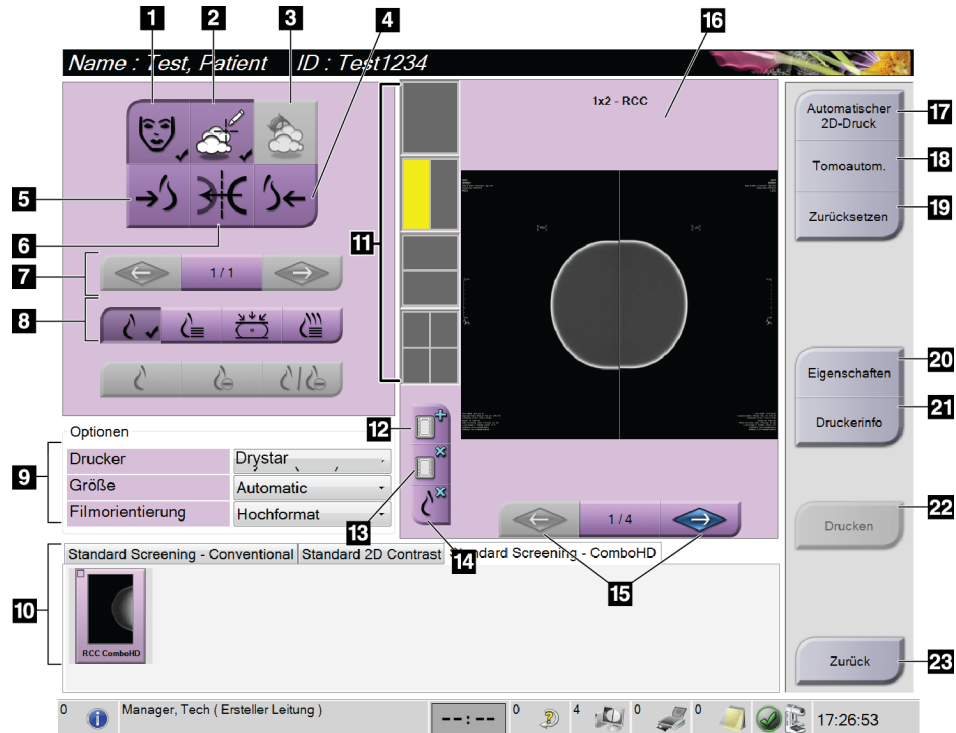 1 2 3 4
Name : Test, Patient ID : Test1234
16
1x2 - RCC
Automatischer
2D-Druck
17
Tomoautom.
18
Zurücksetzen
19
5
6
11
7
1/1
8
Eigenschaften
20
Druckerinfo
21
12
Optionen
9
Drucker Drystar
Größe Automatic
Filmorientierung Hochformat
13
14
1/4
15
Drucken
22
Standard Screening - Conventional
Standard 2D Contrast
Standard Screening - ComboHD
10
RCC ComboHD
Zurück
23
0
Manager, Tech ( Ersteller Leitung )
--:--
0 4 0 0
17:26:53